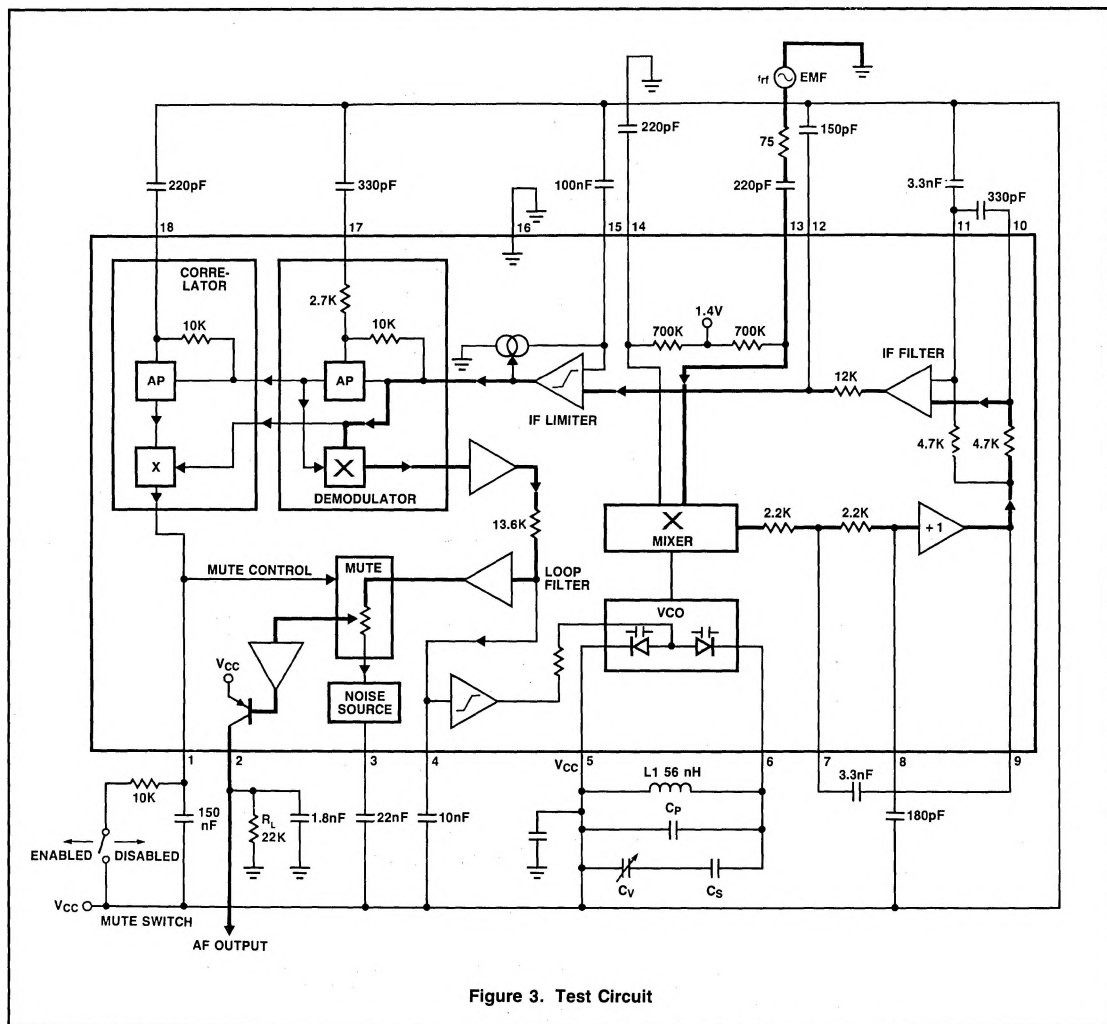 frf
EMF
220pF
75
150pF
220pF
330pF
100nF
220pF
3.3nF
330pF
18
17
16
15
14
13
12
11
10
CORRE-
LATOR
2.7K
10K
10K
1.4V
700K
700K
IF FILTER
AP
AP
12K
IF LIMITER
4.7K
4.7K
X
DEMODULATOR
X
MIXER
2.2K
2.2K
+1
13.6K
MUTE CONTROL
MUTE
LOOP
FILTER
VCO
VCC
NOISE
SOURCE
1
2
3
4
VCC
5
6
7
8
9
10K
150
nF
RL
22K
1.8nF
22nF
10nF
L1 56 nH
CP
3.3nF
180pF
ENABLED
DISABLED
CV
CS
VCC
MUTE SWITCH
AF OUTPUT
Figure 3. Test Circuit